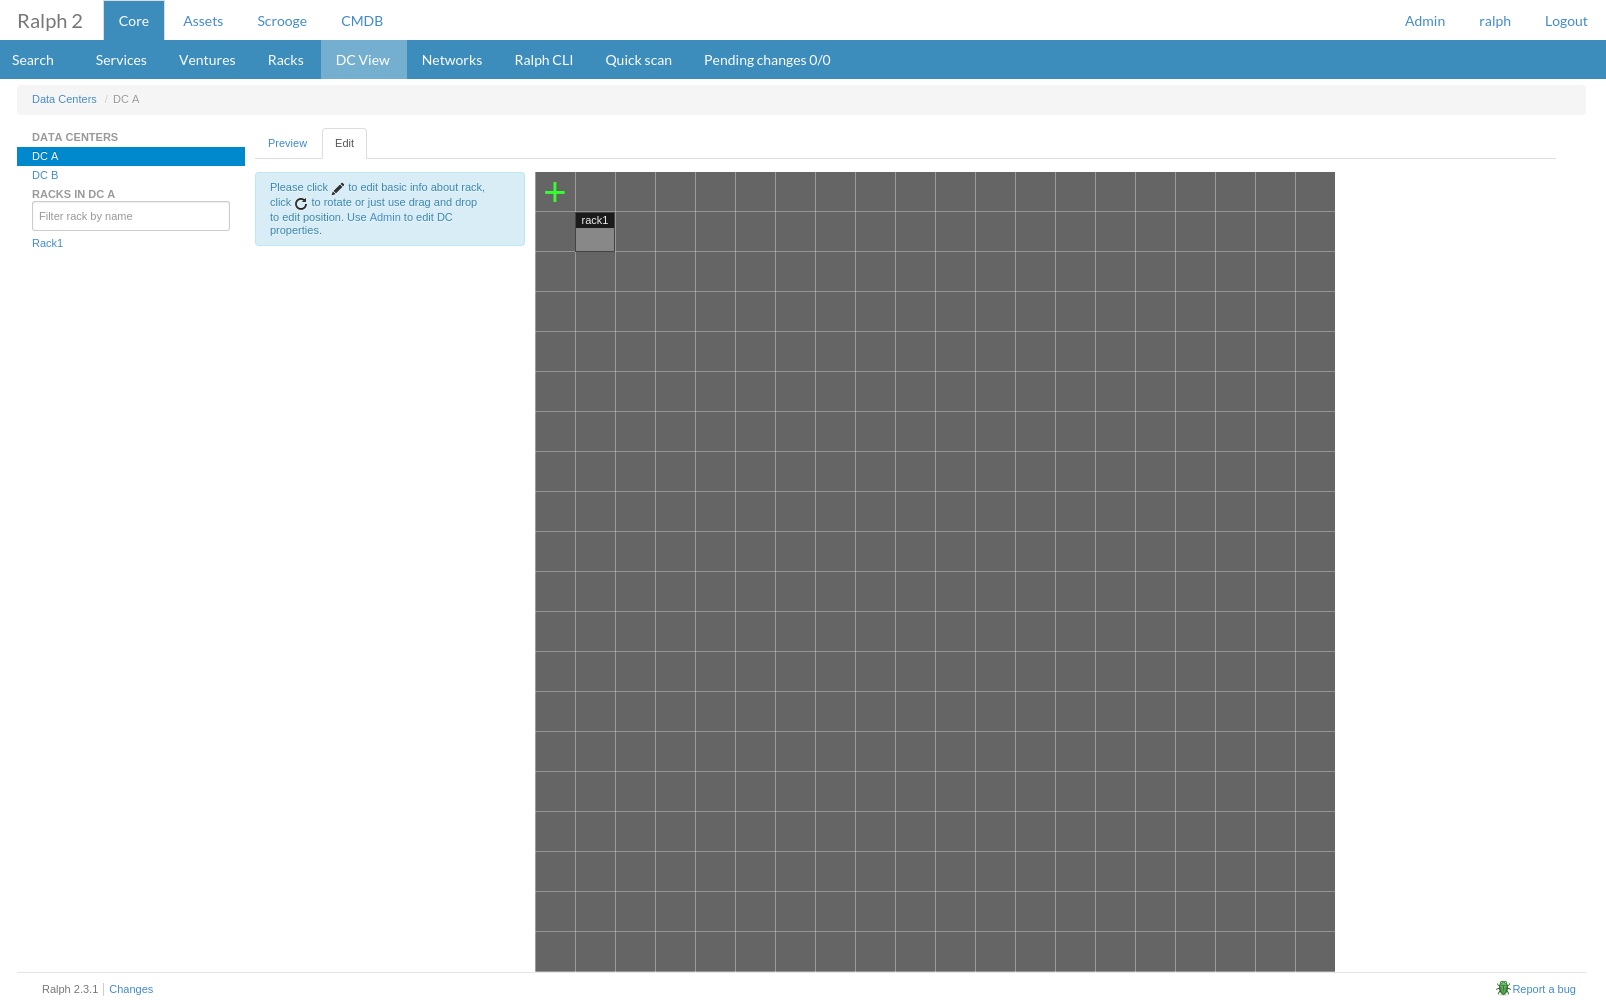 Ralph 2 Core Assets Scrooge CMDB Admin ralph Logout
Search Services Ventures Racks DC View Networks Ralph CLI Quick scan Pending changes 0/0
Data Centers / DC A
DATA CENTERS
DC A
DC B
RACKS IN DC A
Filter rack by name
Rack1
Preview Edit
Please click to edit basic info about rack,
click to rotate or just use drag and drop
to edit position. Use Admin to edit DC
properties.
rack1
Ralph 2.3.1 Changes Report a bug